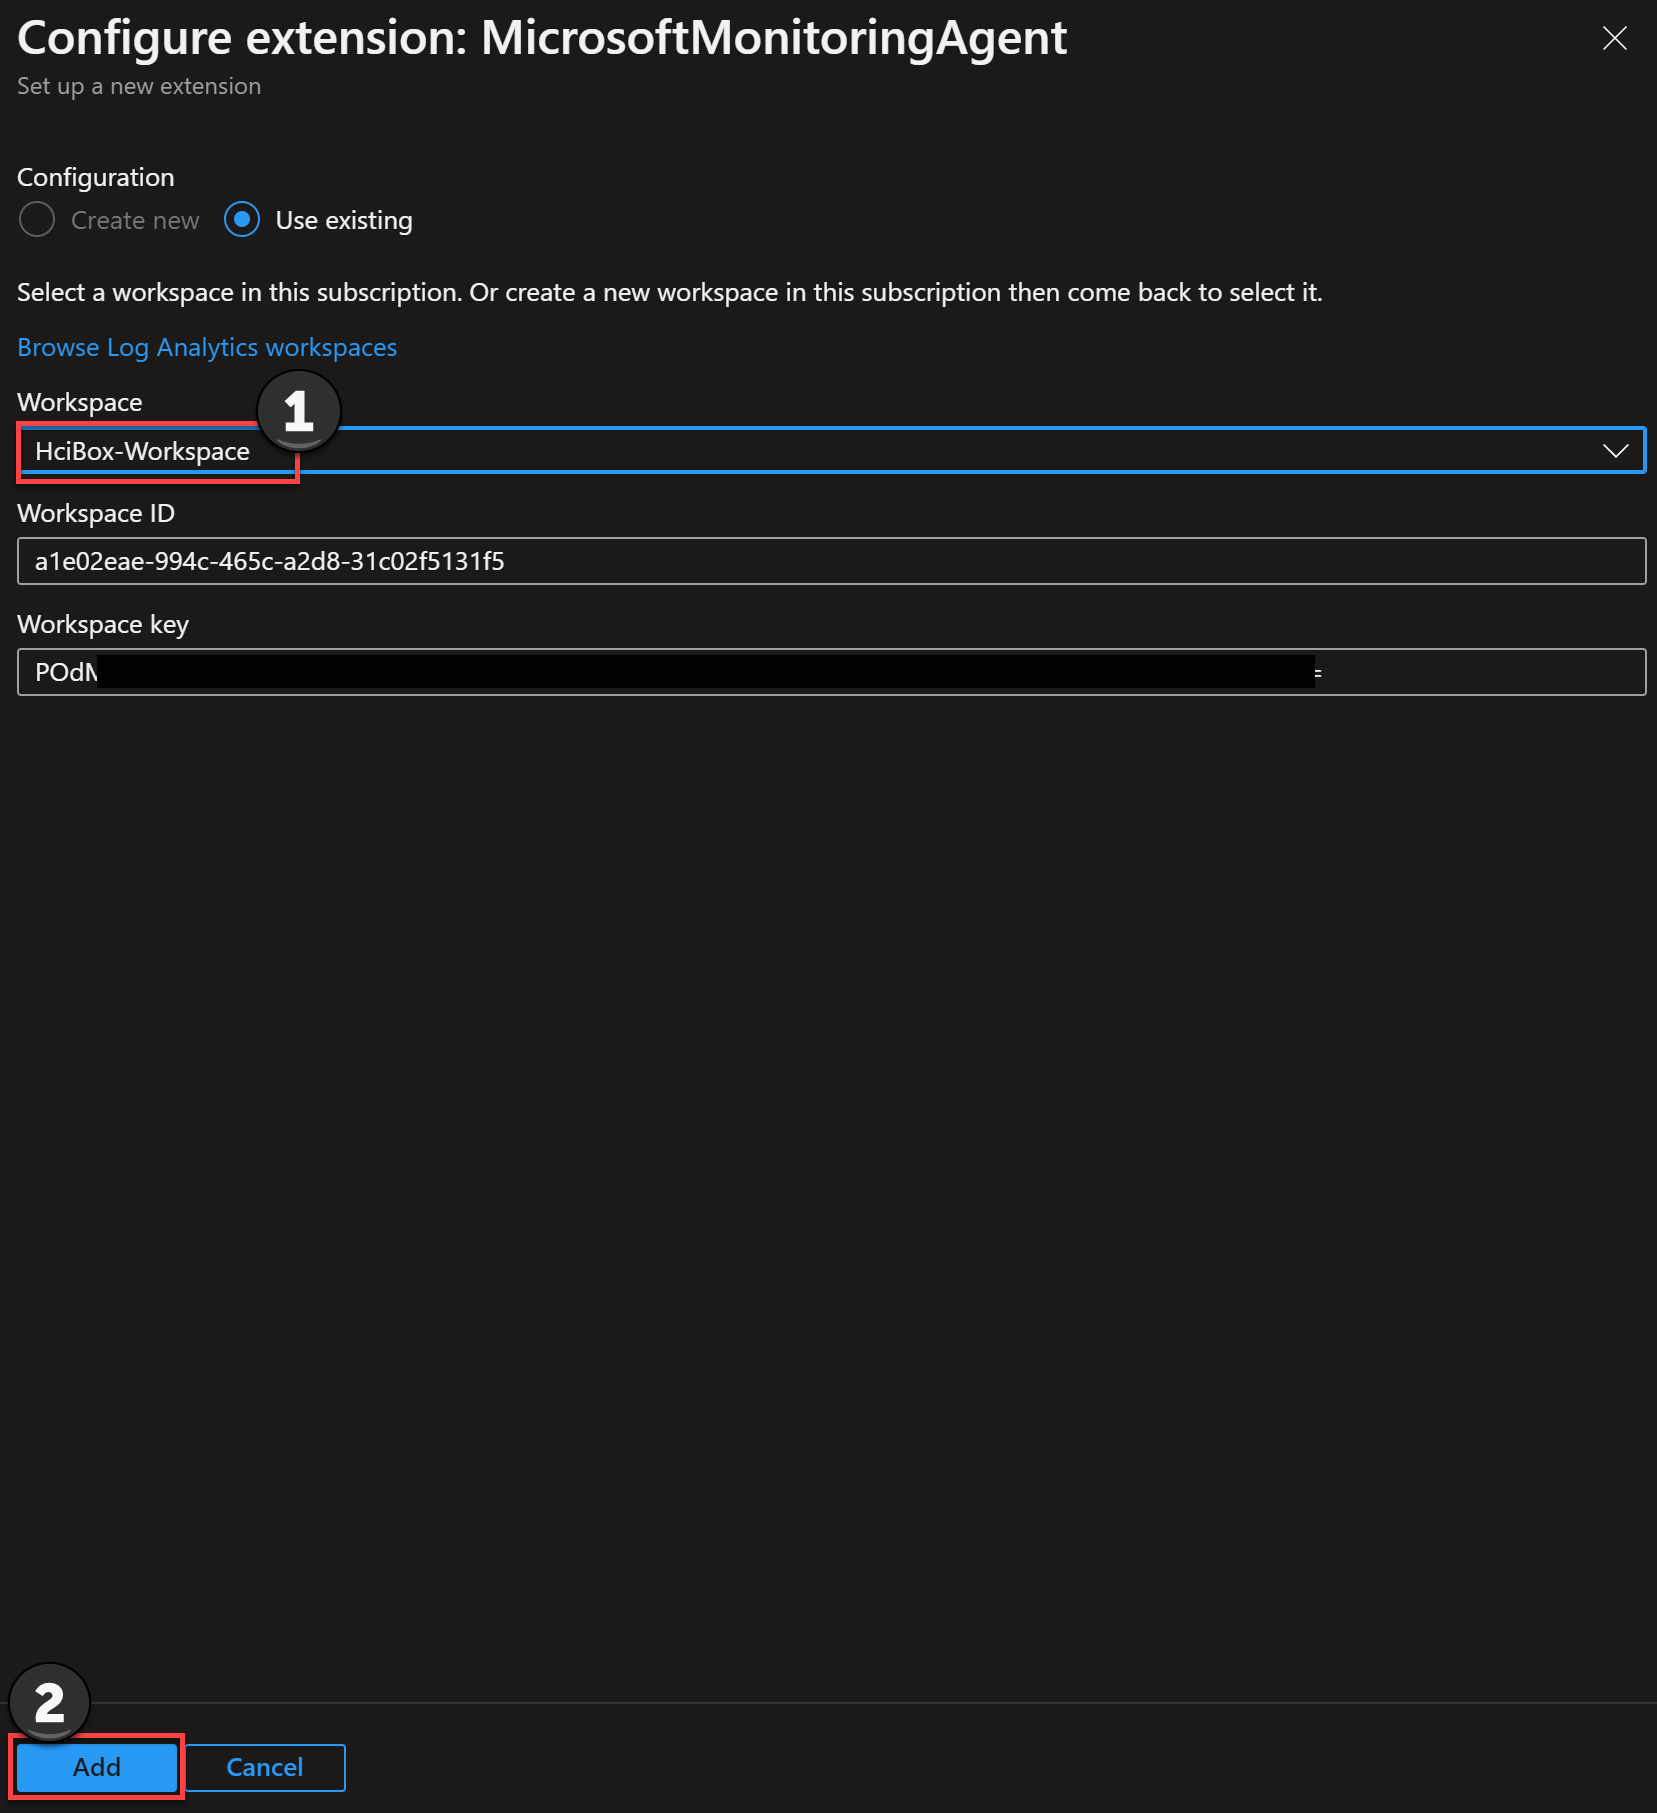 Configure extension: MicrosoftMonitoringAgent
Set up a new extension
Configuration
Create new Use existing
Select a workspace in this subscription. Or create a new workspace in this subscription then come back to select it.
Browse Log Analytics workspaces
Workspace
1
HciBox-Workspace
Workspace ID
a1e02eae-994c-465c-a2d8-31c02f5131f5
Workspace key
2
Add Cancel